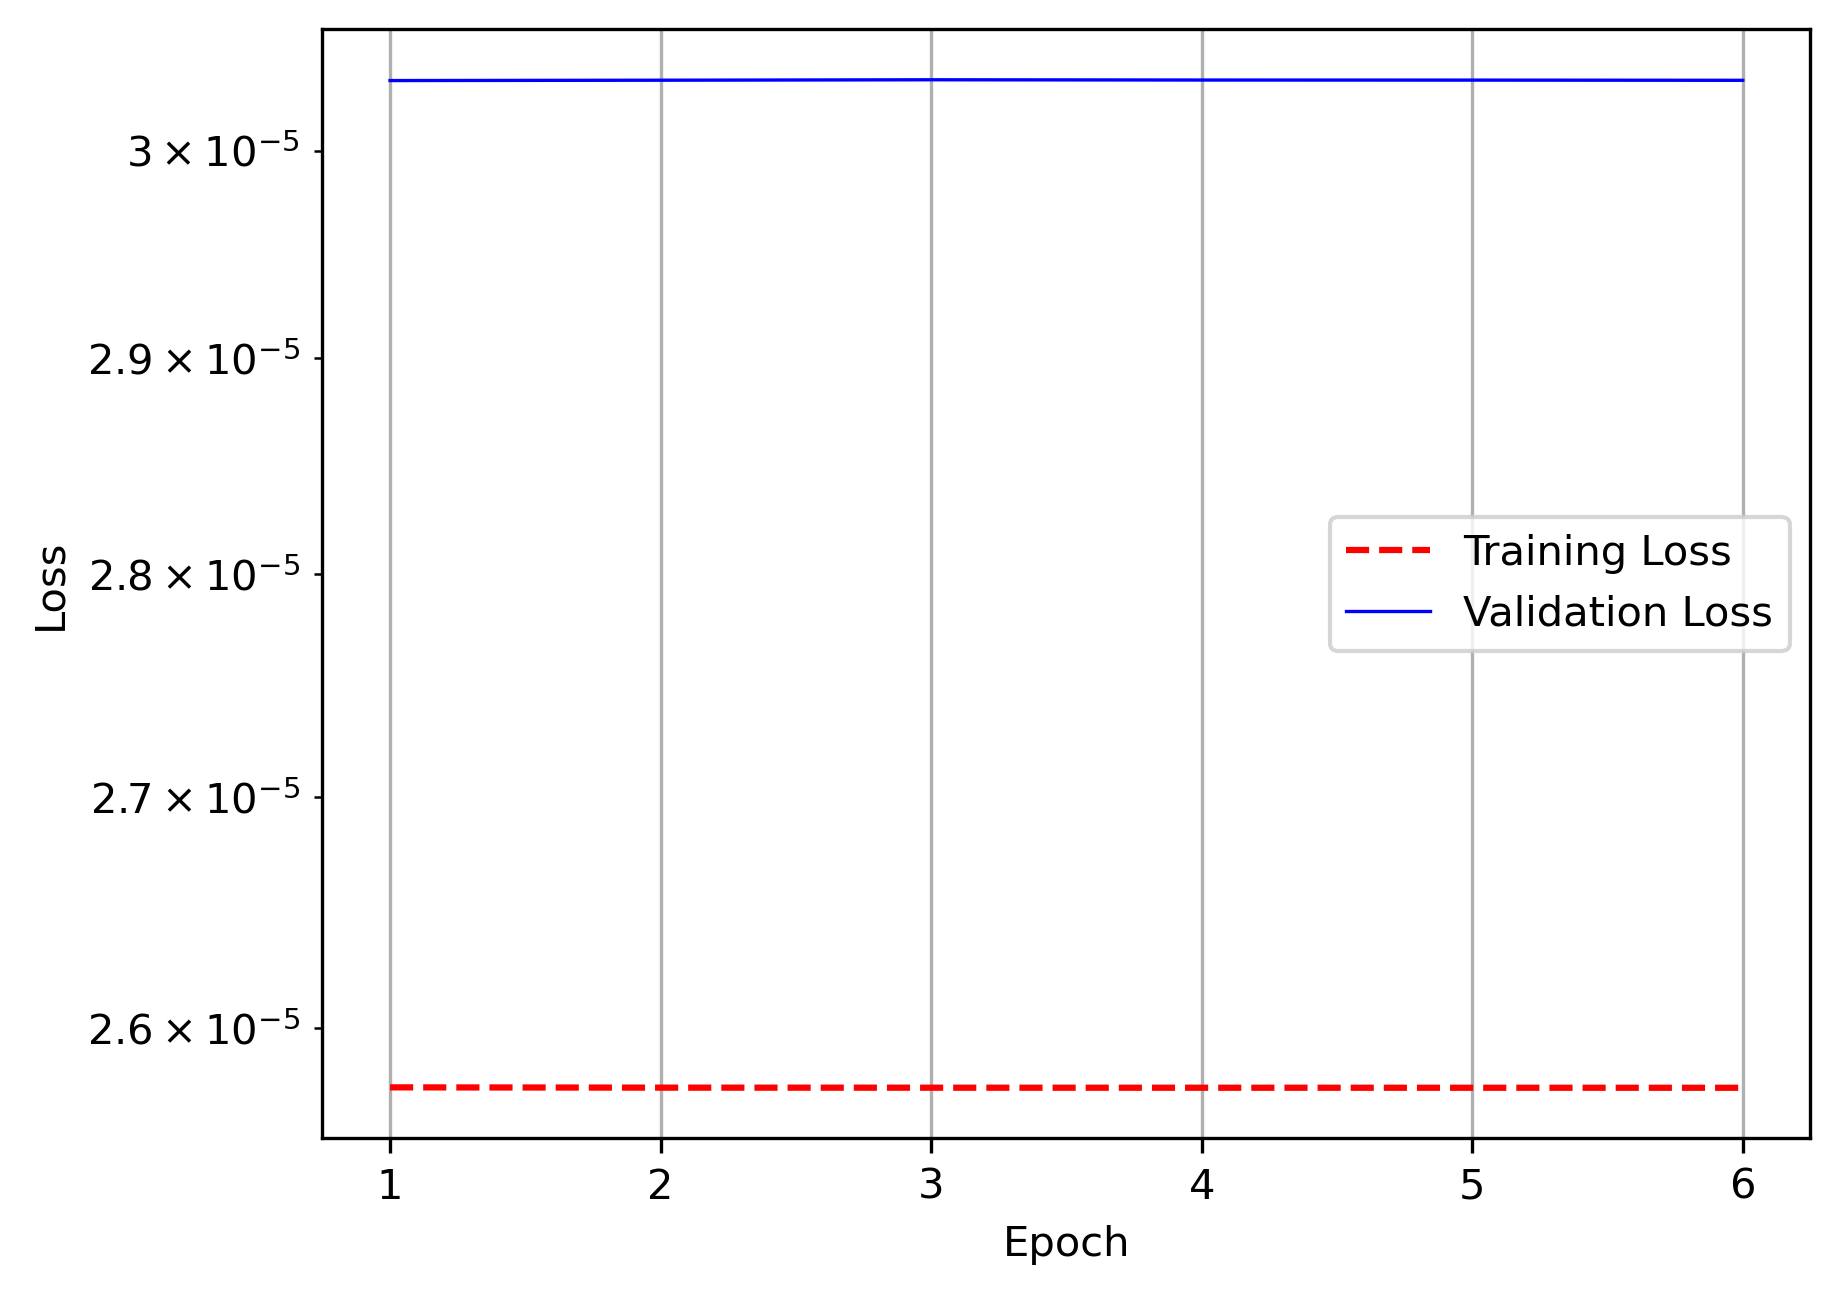 3 × 10⁻⁵
2.9 × 10⁻⁵
2.8 × 10⁻⁵
2.7 × 10⁻⁵
2.6 × 10⁻⁵
Loss
Training Loss
Validation Loss
1 2 3 4 5 6
Epoch